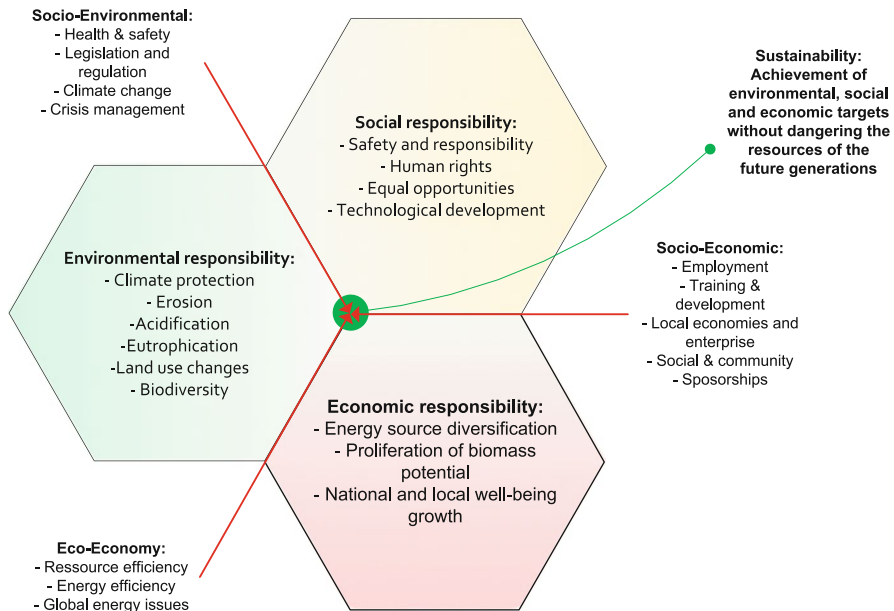 Socio-Environmental:
- Health & safety
- Legislation and
regulation
- Climate change
- Crisis management
Social responsibility:
- Safety and responsibility
- Human rights
- Equal opportunities
- Technological development
Sustainability:
Achievement of
environmental, social
and economic targets
without dangering the
resources of the
future generations
Environmental responsibility:
- Climate protection
- Erosion
-Acidification
-Eutrophication
-Land use changes
- Biodiversity
Socio-Economic:
- Employment
- Training &
development
- Local economies and
enterprise
- Social & community
- Sposorships
Economic responsibility:
- Energy source diversification
- Proliferation of biomass
potential
- National and local well-being
growth
Eco-Economy:
- Ressource efficiency
- Energy efficiency
- Global energy issues